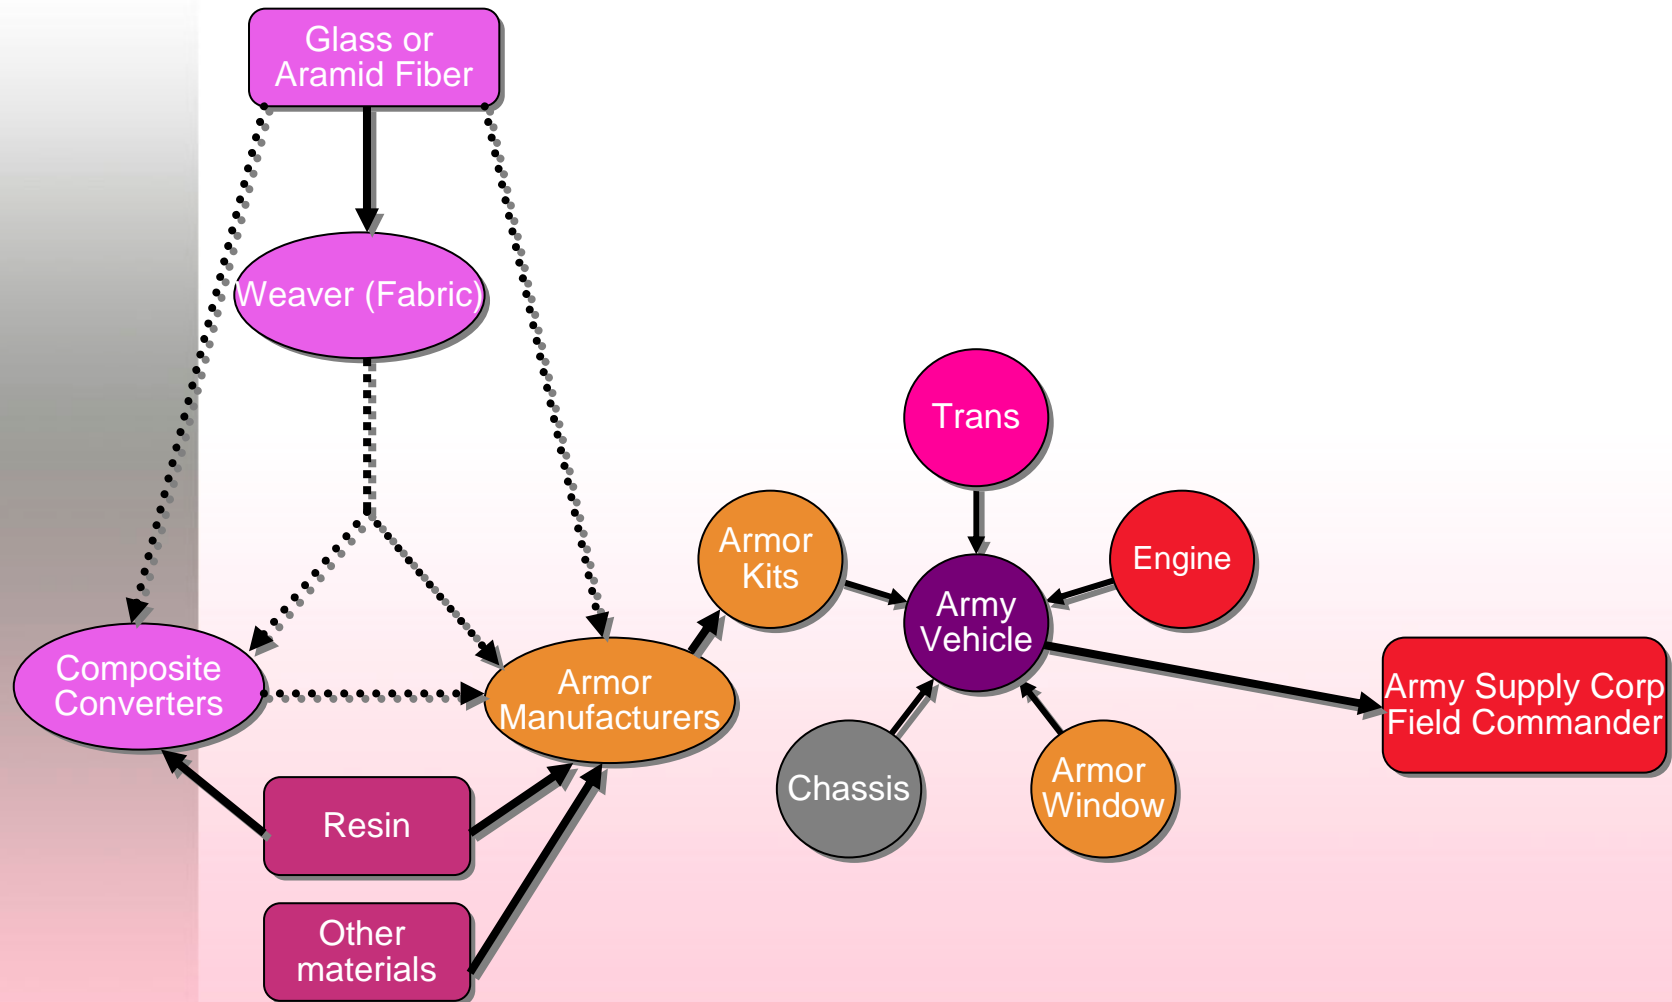 Glass or
Aramid Fiber
Weaver (Fabric)
Trans
Armor
Kits
Engine
Army
Vehicle
Composite
Converters
Armor
Manufacturers
Army Supply Corp
Field Commander
Chassis
Armor
Window
Resin
Other
materials